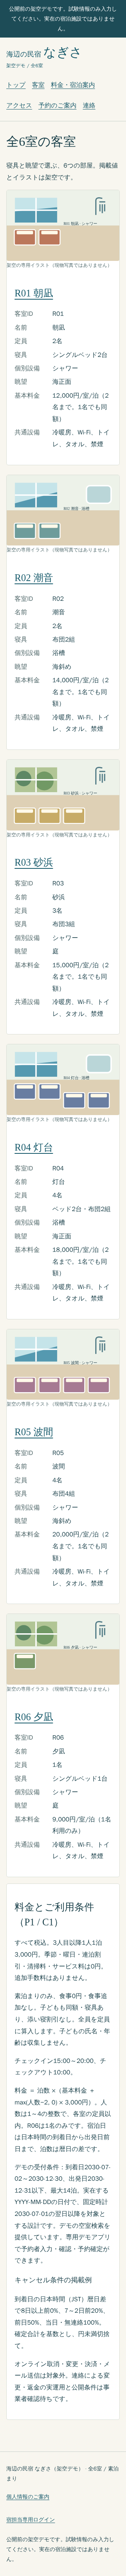 公開前の架空デモです。試験情報のみ入力し
てください。実在の宿泊施設ではありませ
ん。
海辺の民宿 なぎさ
架空デモ / 全6室
トップ 客室 料金・宿泊案内
アクセス 予約のご案内 連絡
全6室の客室
寝具と眺望で選ぶ、6つの部屋。掲載値
とイラストは架空です。
R01 朝凪 シャワー
架空の専用イラスト（現物写真ではありません）
R01 朝凪
客室ID R01
名前 朝凪
定員 2名
寝具 シングルベッド2台
個別設備 シャワー
眺望 海正面
基本料金 12,000円/室/泊（2
名まで。1名でも同
額）
共通設備 冷暖房、Wi-Fi、トイ
レ、タオル、禁煙
R02 潮音 浴槽
架空の専用イラスト（現物写真ではありません）
R02 潮音
客室ID R02
名前 潮音
定員 2名
寝具 布団2組
個別設備 浴槽
眺望 海斜め
基本料金 14,000円/室/泊（2
名まで。1名でも同
額）
共通設備 冷暖房、Wi-Fi、トイ
レ、タオル、禁煙
R03 砂浜 シャワー
架空の専用イラスト（現物写真ではありません）
R03 砂浜
客室ID R03
名前 砂浜
定員 3名
寝具 布団3組
個別設備 シャワー
眺望 庭
基本料金 15,000円/室/泊（2
名まで。1名でも同
額）
共通設備 冷暖房、Wi-Fi、トイ
レ、タオル、禁煙
R04 灯台 浴槽
架空の専用イラスト（現物写真ではありません）
R04 灯台
客室ID R04
名前 灯台
定員 4名
寝具 ベッド2台・布団2組
個別設備 浴槽
眺望 海正面
基本料金 18,000円/室/泊（2
名まで。1名でも同
額）
共通設備 冷暖房、Wi-Fi、トイ
レ、タオル、禁煙
R05 波間 シャワー
架空の専用イラスト（現物写真ではありません）
R05 波間
客室ID R05
名前 波間
定員 4名
寝具 布団4組
個別設備 シャワー
眺望 海斜め
基本料金 20,000円/室/泊（2
名まで。1名でも同
額）
共通設備 冷暖房、Wi-Fi、トイ
レ、タオル、禁煙
R06 夕凪 シャワー
架空の専用イラスト（現物写真ではありません）
R06 夕凪
客室ID R06
名前 夕凪
定員 1名
寝具 シングルベッド1台
個別設備 シャワー
眺望 庭
基本料金 9,000円/室/泊（1名
利用のみ）
共通設備 冷暖房、Wi-Fi、トイ
レ、タオル、禁煙
料金とご利用条件
（P1 / C1）
すべて税込。3人目以降1人1泊
3,000円。季節・曜日・連泊割
引・清掃料・サービス料は0円。
追加手数料はありません。
素泊まりのみ。食事0円・食事追
加なし。子どもも同額・寝具あ
り、添い寝割引なし。全員を定員
に算入します。子どもの氏名・年
齢は収集しません。
チェックイン15:00～20:00、チ
ェックアウト10:00。
料金 ＝ 泊数 ×（基本料金 ＋
max(人数−2, 0) × 3,000円）。人
数は1～4の整数で、各室の定員以
内。R06は1名のみです。宿泊日
は日本時間の到着日から出発日前
日までで、泊数は暦日の差です。
デモの受付条件：到着日2030-07-
02～2030-12-30、出発日2030-
12-31以下、最大14泊。実在する
YYYY-MM-DDの日付で、固定時計
2030-07-01の翌日以降を対象と
する設計です。デモの空室検索を
提供しています。専用デモアプリ
で予約者入力・確認・予約確定が
できます。
キャンセル条件の掲載例
到着日の日本時間（JST）暦日差
で8日以上前0%、7～2日前20%、
前日50%、当日・無連絡100%。
確定合計を基数とし、円未満切捨
て。
オンライン取消・変更・決済・メ
ール送信は対象外。連絡による変
更・返金の実運用と公開条件は事
業者確認待ちです。
海辺の民宿 なぎさ（架空デモ） · 全6室 / 素泊
まり
個人情報のご案内
宿担当専用ログイン
公開前の架空デモです。試験情報のみ入力し
てください。実在の宿泊施設ではありませ
ん。